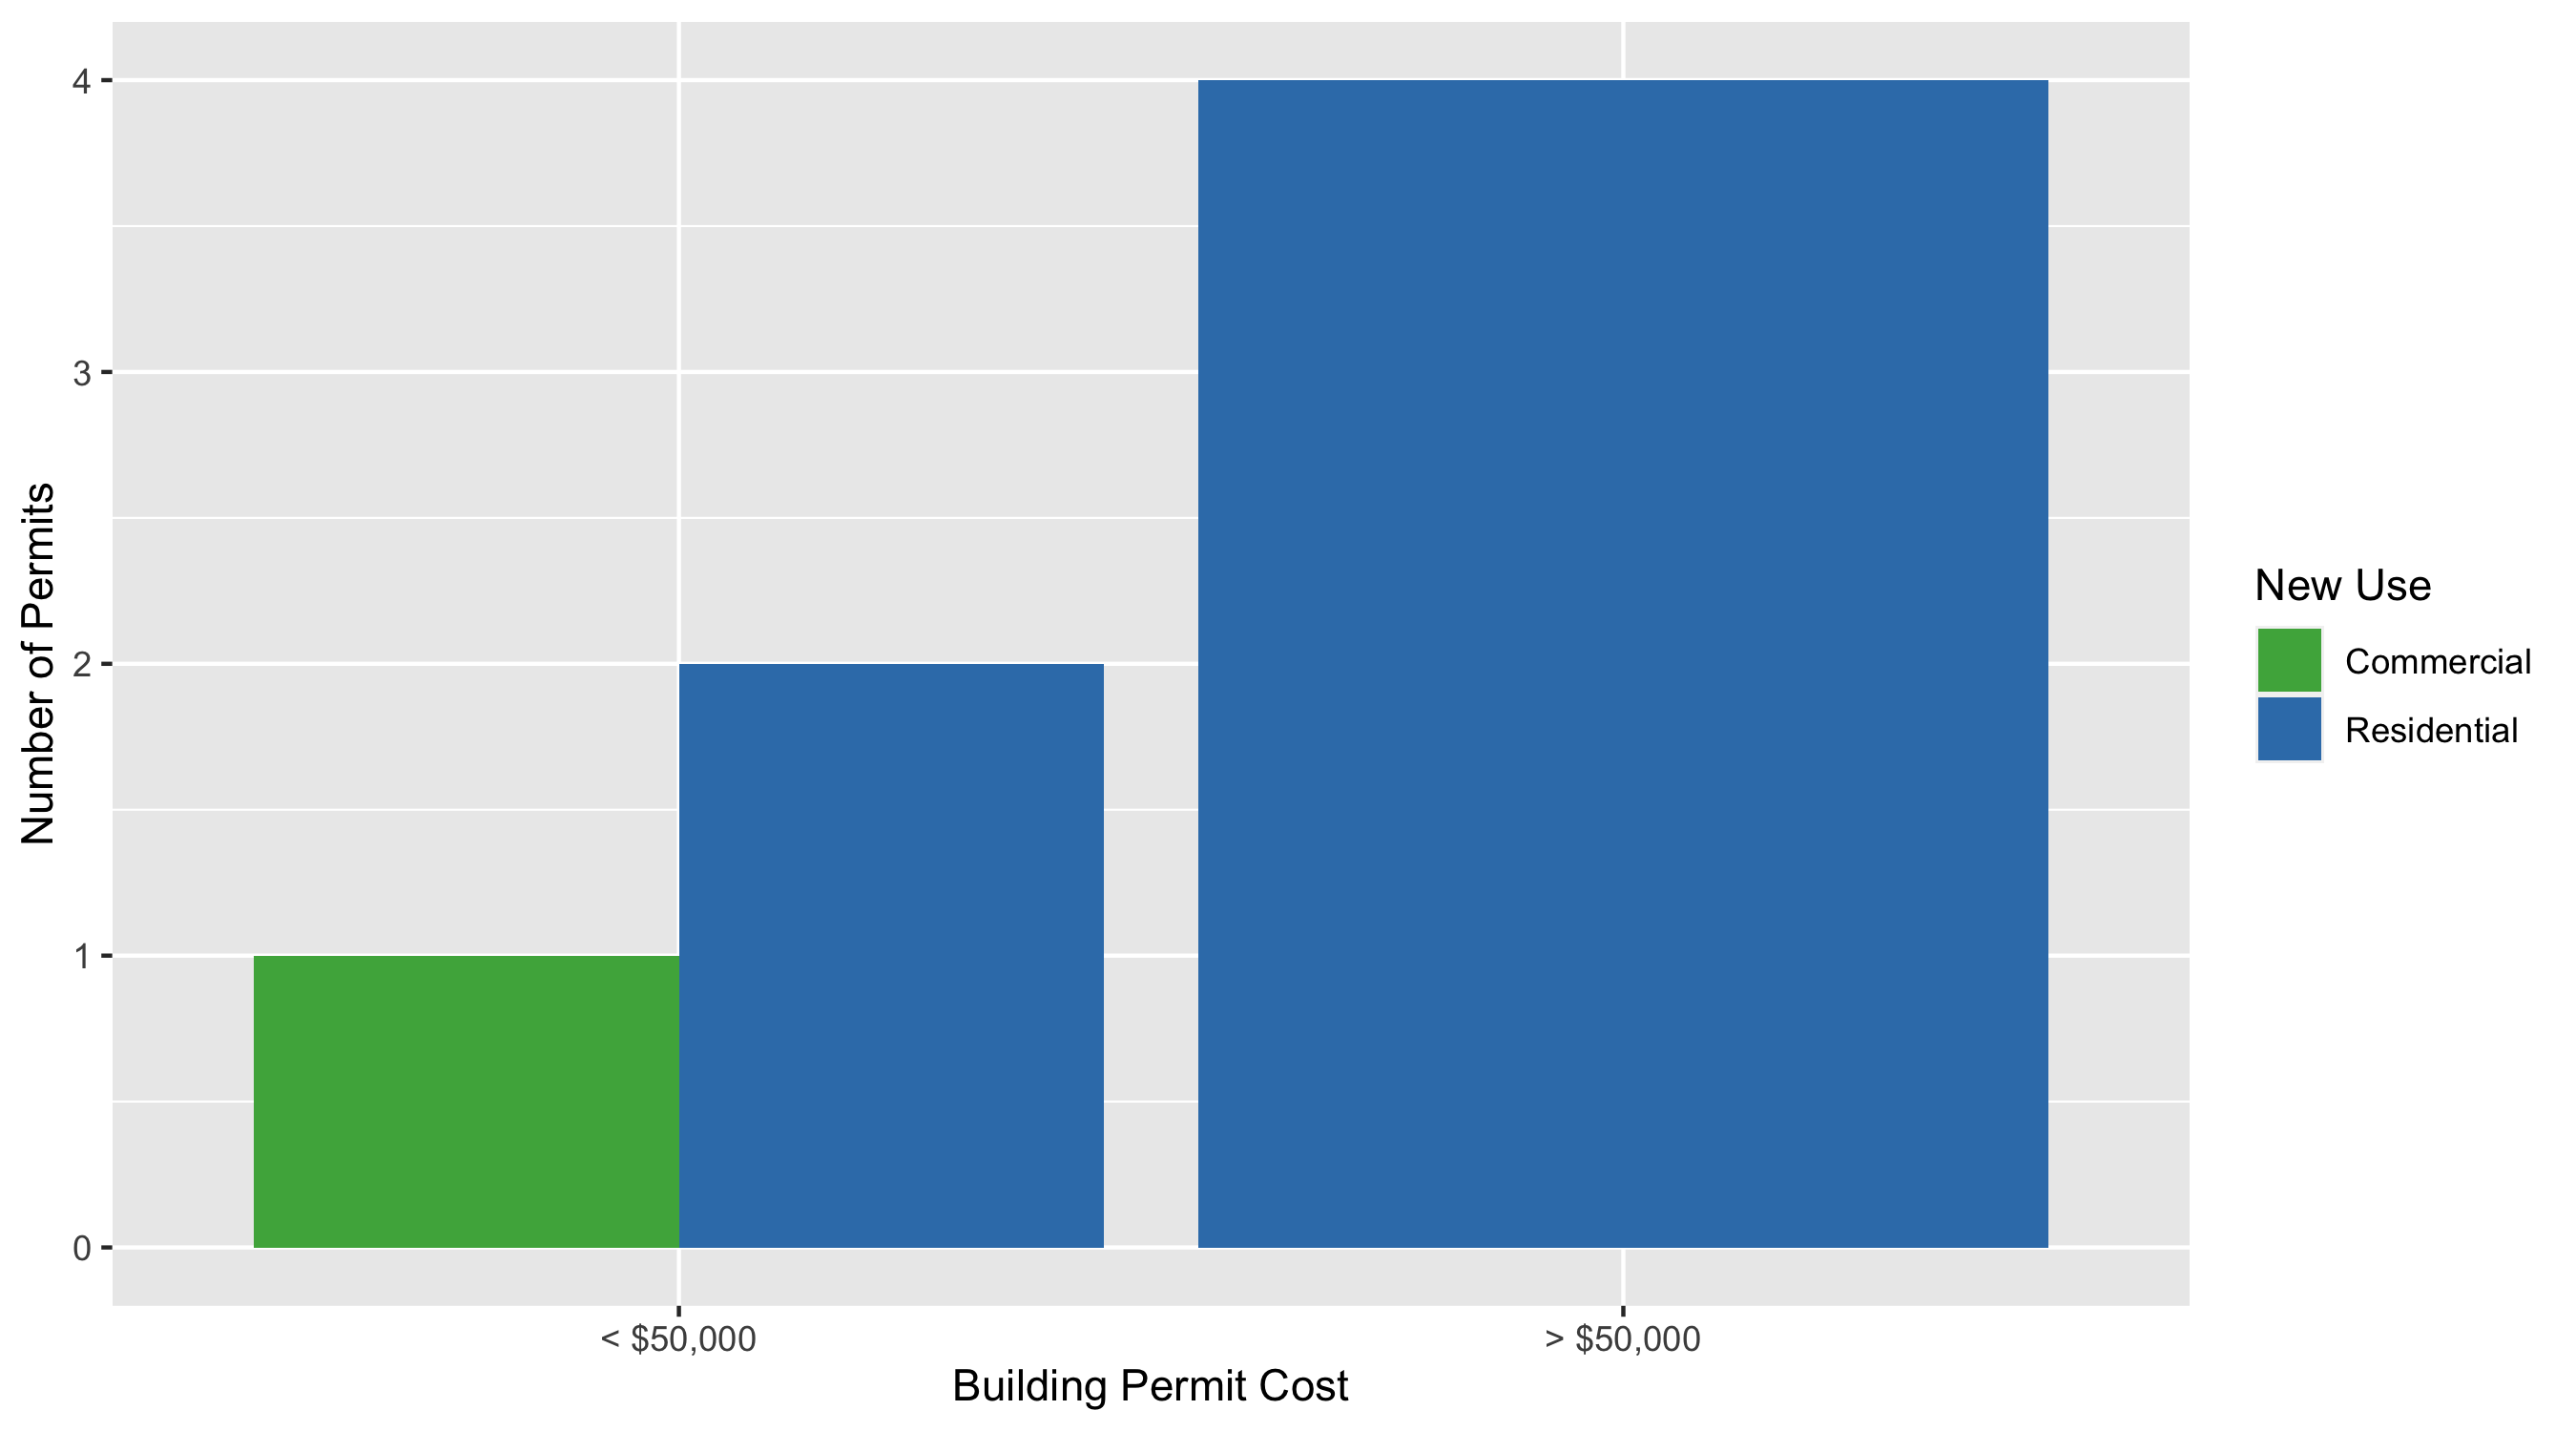 4
3
2
1
0
Number of Permits
< $50,000
> $50,000
Building Permit Cost
New Use
Commercial
Residential